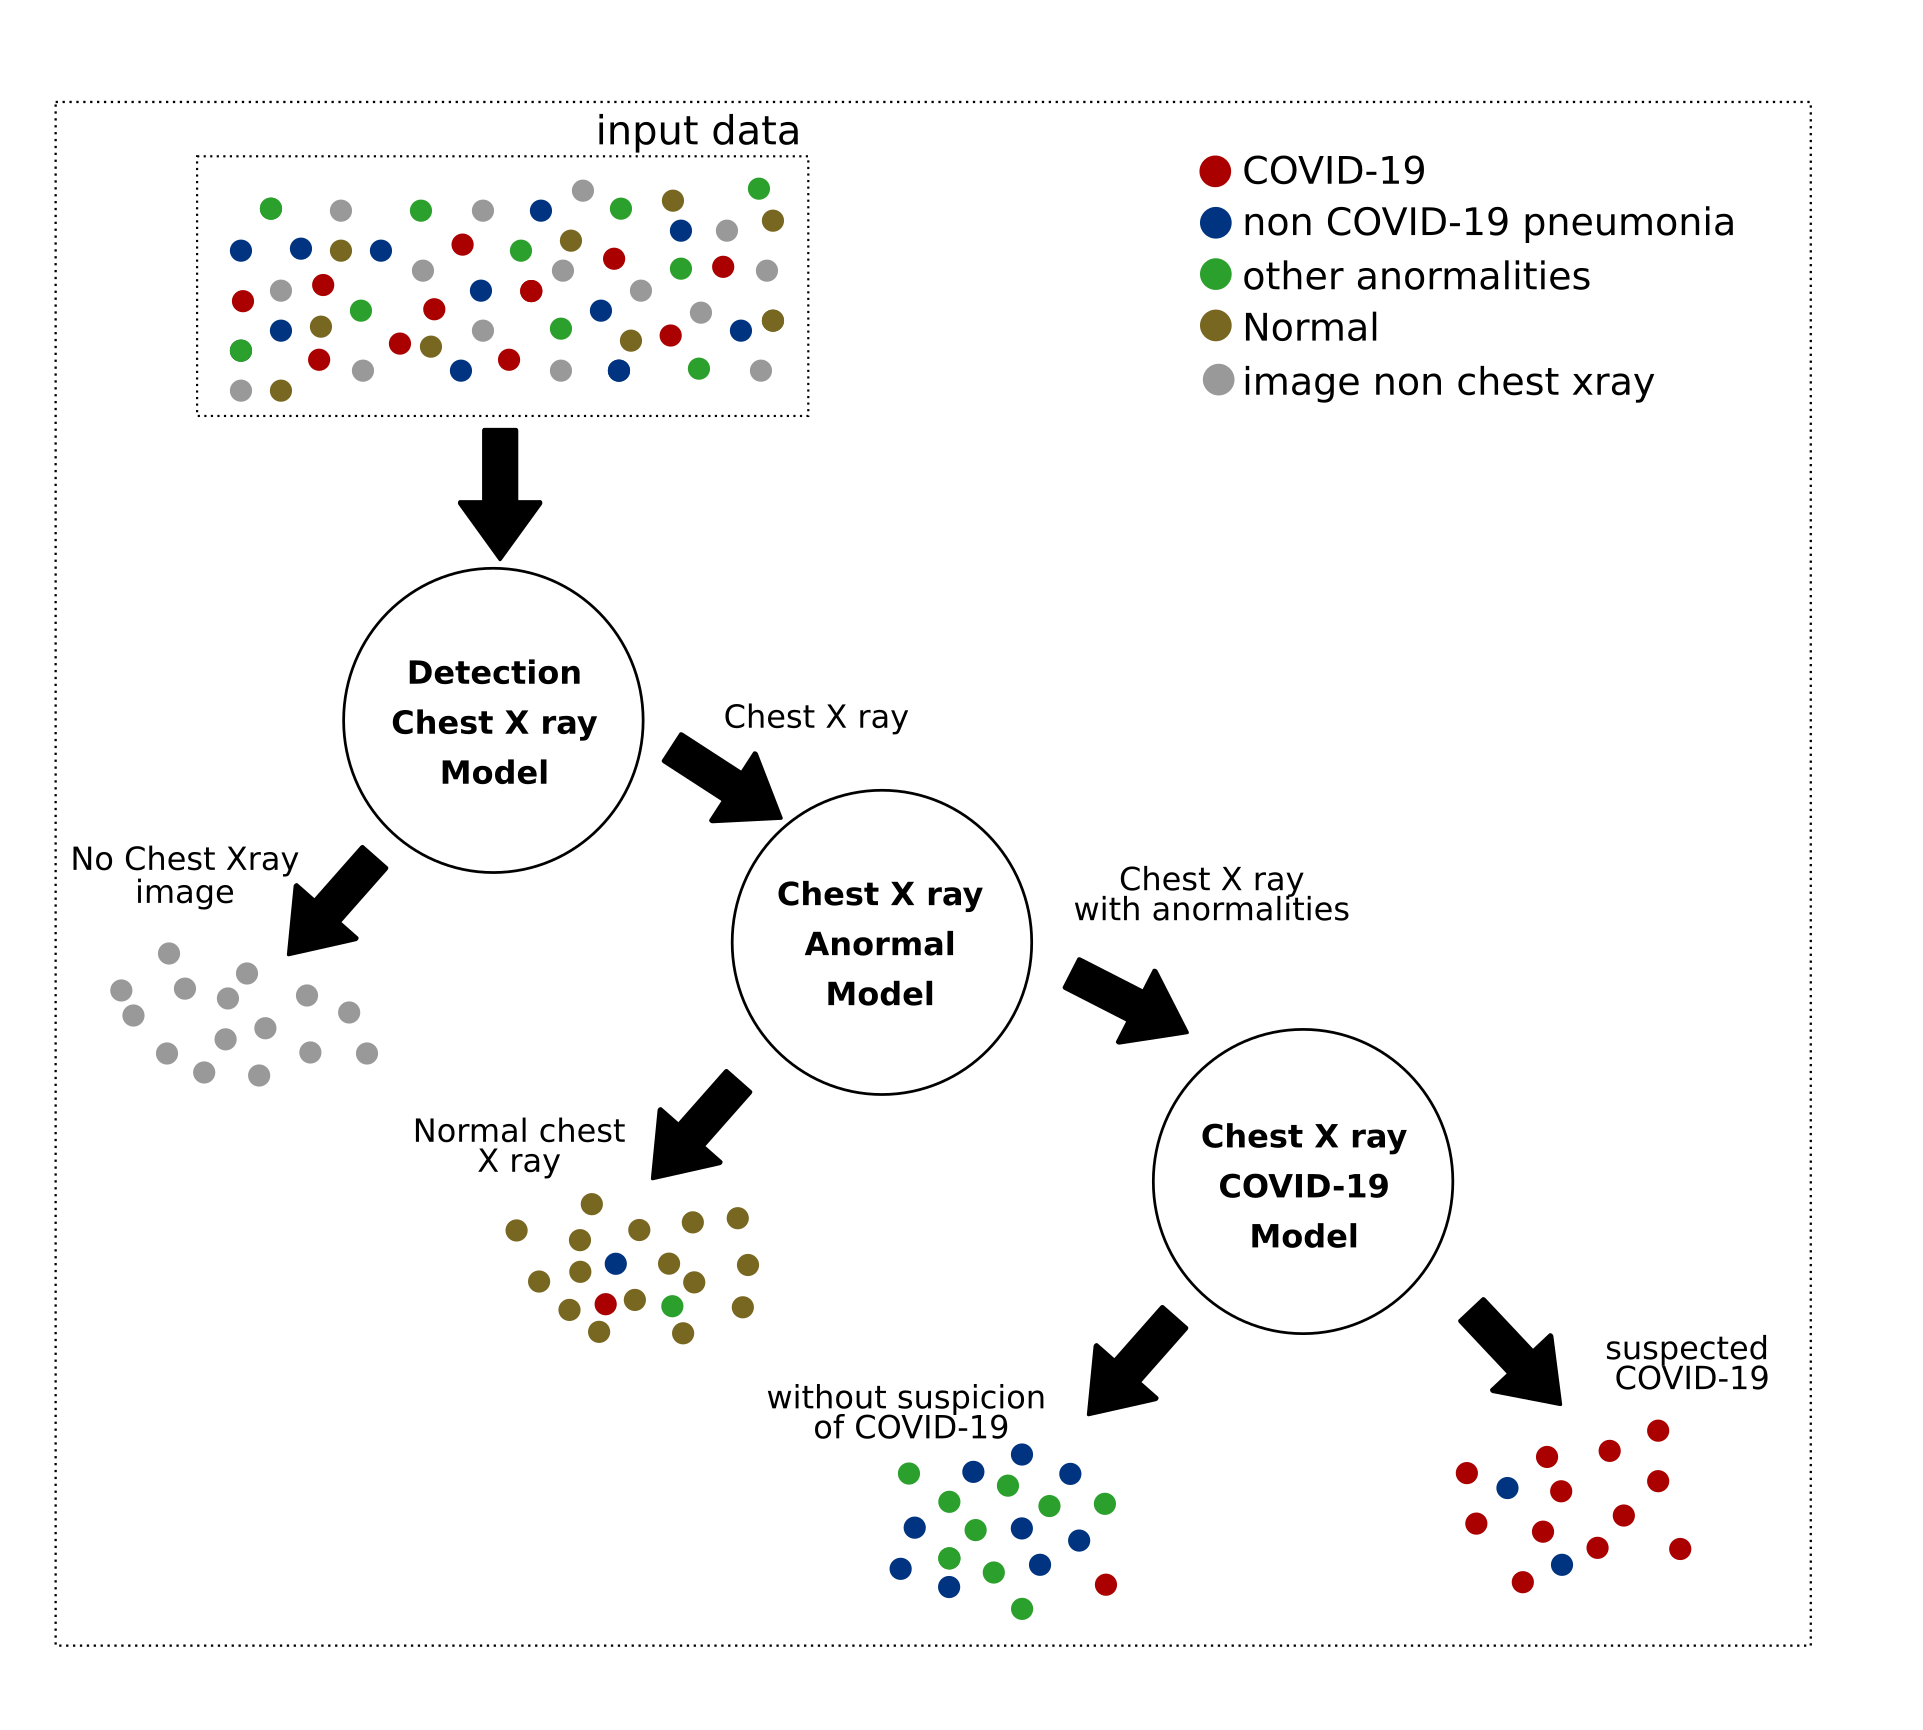 input data
COVID-19
non COVID-19 pneumonia
other anormalities
Normal
image non chest xray
Detection
Chest X ray
Model
Chest X ray
No Chest Xray
image
Chest X ray
Anormal
Model
Chest X ray
with anormalities
Normal chest
X ray
Chest X ray
COVID-19
Model
without suspicion
of COVID-19
suspected
COVID-19